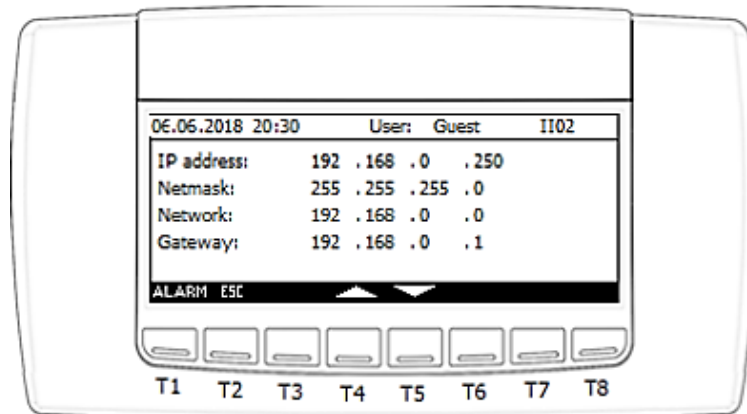 06.06.2018 20:30 User: Guest II02
IP address: 192 .168 .0 .250
Netmask: 255 .255 .255 .0
Network: 192 .168 .0 .0
Gateway: 192 .168 .0 .1
ALARM ESC
T1 T2 T3 T4 T5 T6 T7 T8